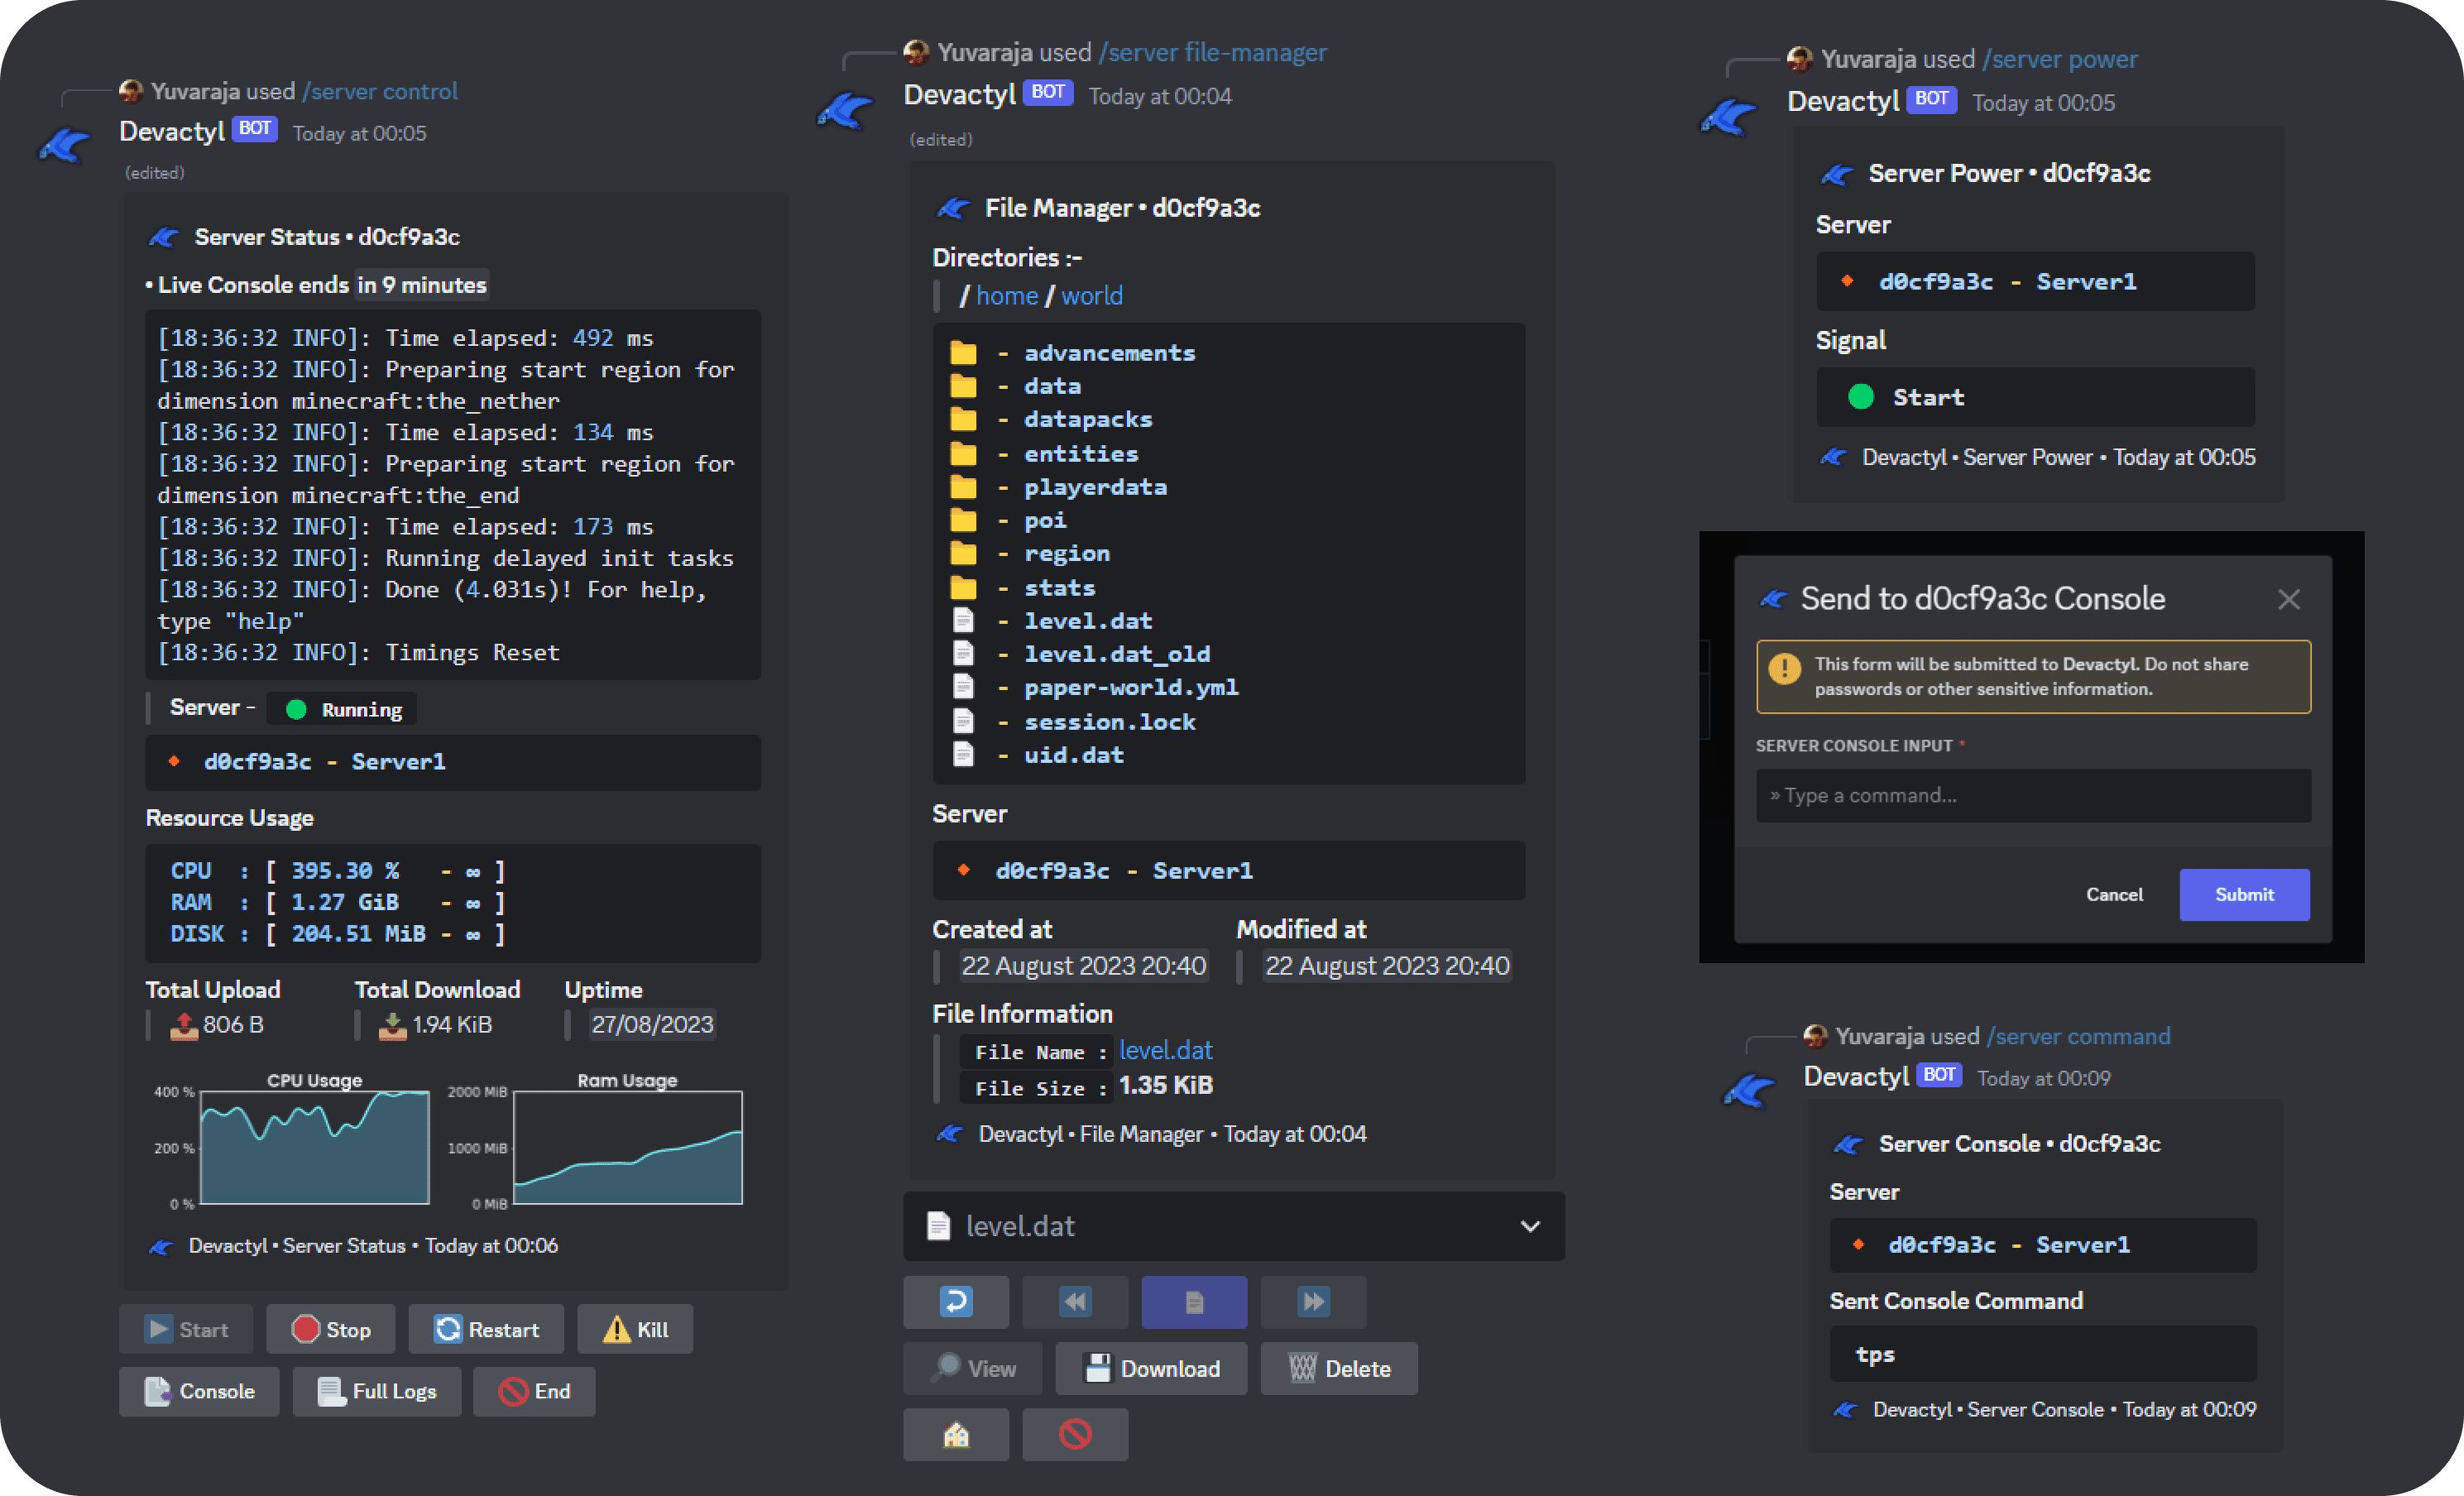 Yuvaraja used /server control
Devactyl BOT Today at 00:05
(edited)
Server Status • d0cf9a3c
• Live Console ends in 9 minutes
[18:36:32 INFO]: Time elapsed: 492 ms
[18:36:32 INFO]: Preparing start region for
dimension minecraft:the_nether
[18:36:32 INFO]: Time elapsed: 134 ms
[18:36:32 INFO]: Preparing start region for
dimension minecraft:the_end
[18:36:32 INFO]: Time elapsed: 173 ms
[18:36:32 INFO]: Running delayed init tasks
[18:36:32 INFO]: Done (4.031s)! For help,
type "help"
[18:36:32 INFO]: Timings Reset
Server - Running
d0cf9a3c - Server1
Resource Usage
CPU : [ 395.30 % - ∞ ]
RAM : [ 1.27 GiB - ∞ ]
DISK : [ 204.51 MiB - ∞ ]
Total Upload Total Download Uptime
806 B 1.94 KiB 27/08/2023
CPU Usage
400 %
200 %
0 %
Ram Usage
2000 MiB
1000 MiB
0 MiB
Devactyl • Server Status • Today at 00:06
Start Stop Restart Kill
Console Full Logs End
Yuvaraja used /server file-manager
Devactyl BOT Today at 00:04
(edited)
File Manager • d0cf9a3c
Directories :-
/ home / world
- advancements
- data
- datapacks
- entities
- playerdata
- poi
- region
- stats
- level.dat
- level.dat_old
- paper-world.yml
- session.lock
- uid.dat
Server
d0cf9a3c - Server1
Created at Modified at
22 August 2023 20:40 22 August 2023 20:40
File Information
File Name : level.dat
File Size : 1.35 KiB
Devactyl • File Manager • Today at 00:04
level.dat
View Download Delete
Yuvaraja used /server power
Devactyl BOT Today at 00:05
Server Power • d0cf9a3c
Server
d0cf9a3c - Server1
Signal
Start
Devactyl • Server Power • Today at 00:05
Send to d0cf9a3c Console
This form will be submitted to Devactyl. Do not share
passwords or other sensitive information.
SERVER CONSOLE INPUT *
» Type a command...
Cancel Submit
Yuvaraja used /server command
Devactyl BOT Today at 00:09
Server Console • d0cf9a3c
Server
d0cf9a3c - Server1
Sent Console Command
tps
Devactyl • Server Console • Today at 00:09